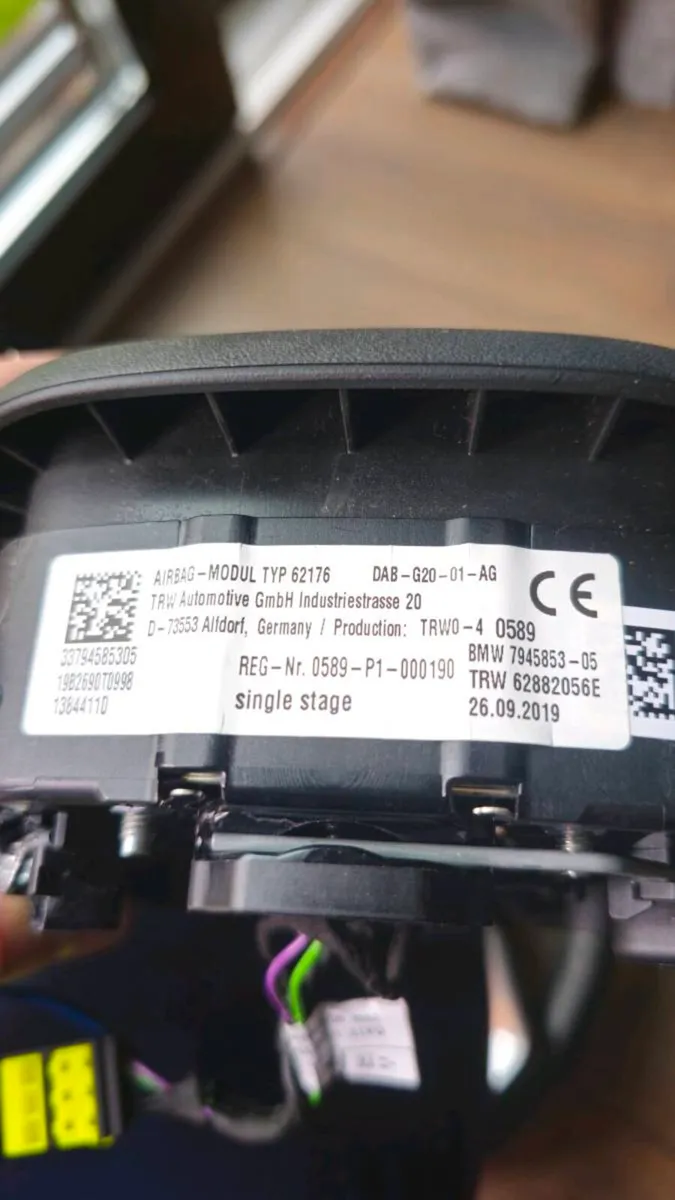 AIRBAG-MODUL TYP 62176 DAB-G20-01-AG
TRW Automotive GmbH Industriestrasse 20
D-73553 Alfdorf, Germany / Production: TRW0-4 0589
33794585305
19B2690T0998
1384411D
REG-Nr. 0589-P1-000190
single stage
BMW 7945853-05
TRW 62882056E
26.09.2019
CE